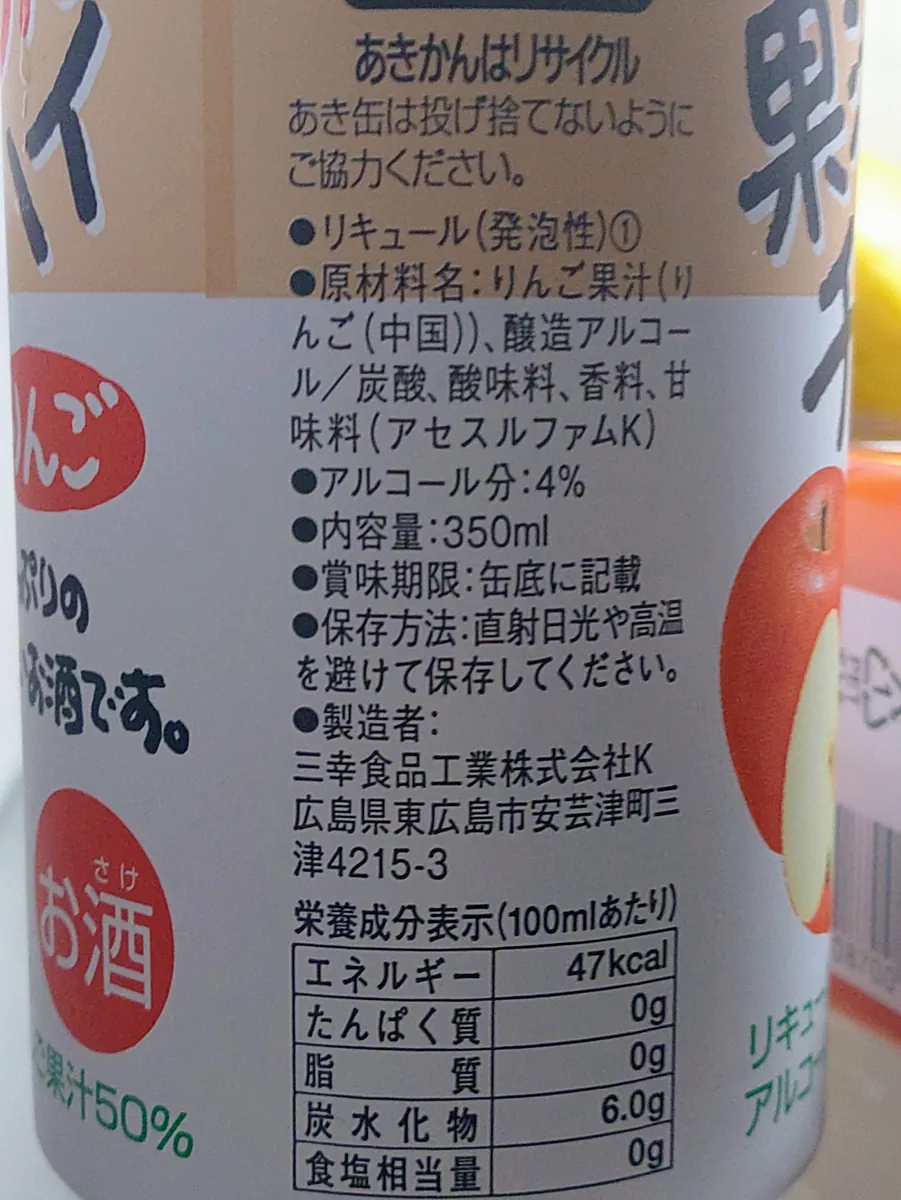 あきかんはリサイクル
あき缶は投げ捨てないように
ご協力ください。
●リキュール(発泡性)①
●原材料名:りんご果汁(り
んご(中国))、醸造アルコー
ル/炭酸、酸味料、香料、甘
味料(アセスルファムK)
●アルコール分:4%
●内容量:350ml
●賞味期限:缶底に記載
●保存方法:直射日光や高温
を避けて保存してください。
●製造者:
三幸食品工業株式会社K
広島県東広島市安芸津町三
津4215-3
栄養成分表示(100mlあたり)
エネルギー 47kcal
たんぱく質 0g
脂質 0g
炭水化物 6.0g
食塩相当量 0g
んご
ぷりの
お酒です。
さけ
お酒
果汁50%
果
リキュ
アルコ